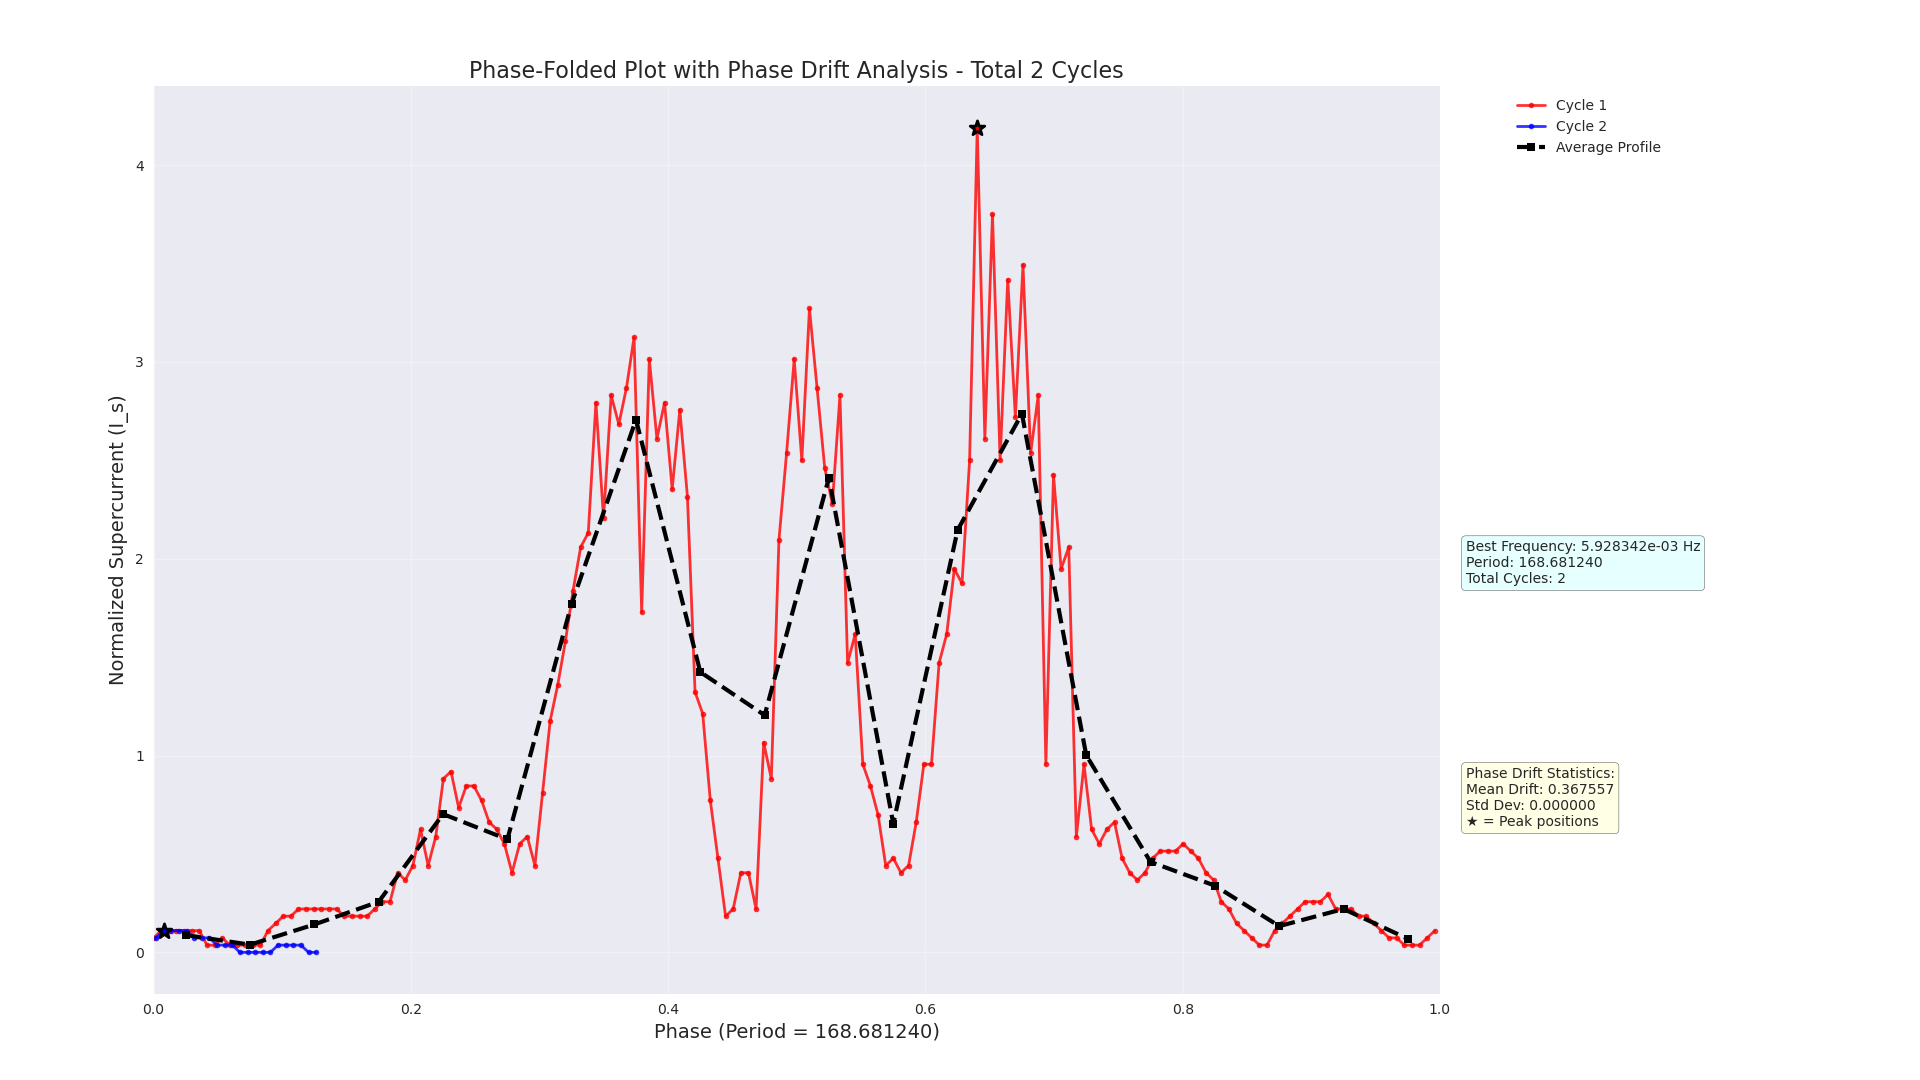 Phase-Folded Plot with Phase Drift Analysis - Total 2 Cycles
Normalized Supercurrent (I_s)
4
3
2
1
0
0.0
0.2
0.4
0.6
0.8
1.0
Phase (Period = 168.681240)
Cycle 1
Cycle 2
Average Profile
Best Frequency: 5.928342e-03 Hz
Period: 168.681240
Total Cycles: 2
Phase Drift Statistics:
Mean Drift: 0.367557
Std Dev: 0.000000
★ = Peak positions